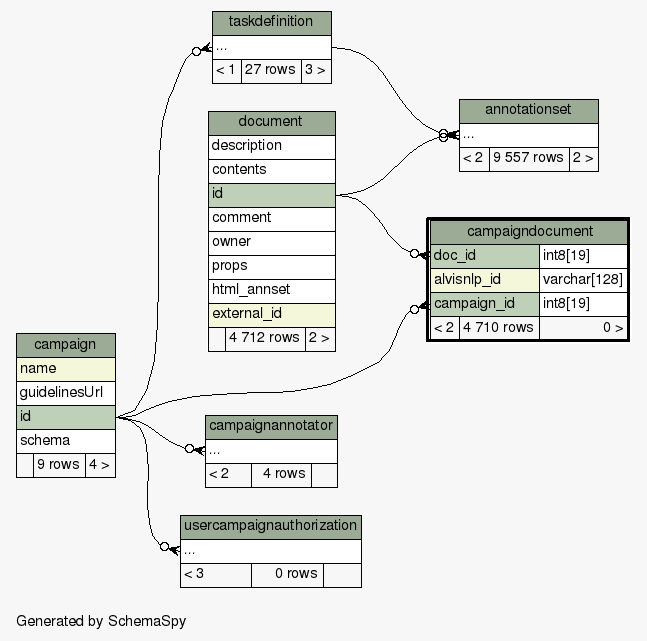 taskdefinition
...
< 1 27 rows 3 >
document
description
contents
id
comment
owner
props
html_annset
external_id
4 712 rows 2 >
annotationset
...
< 2 9 557 rows 2 >
campaigndocument
doc_id int8[19]
alvisnlp_id varchar[128]
campaign_id int8[19]
< 2 4 710 rows 0 >
campaign
name
guidelinesUrl
id
schema
9 rows 4 >
campaignannotator
...
< 2 4 rows
usercampaignauthorization
...
< 3 0 rows
Generated by SchemaSpy